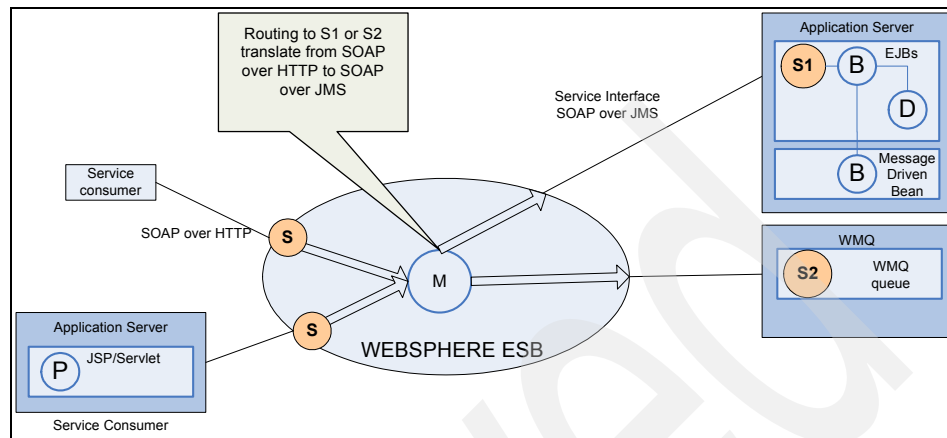 Routing to S1 or S2
translate from SOAP
over HTTP to SOAP
over JMS
Application Server
EJBs
S1
B
D
Service Interface
SOAP over JMS
B
Message
Driven
Bean
Service
consumer
SOAP over HTTP
S
M
WMQ
S2
WMQ
queue
S
Application Server
JSP/Servlet
P
WEBSPHERE ESB
Service Consumer